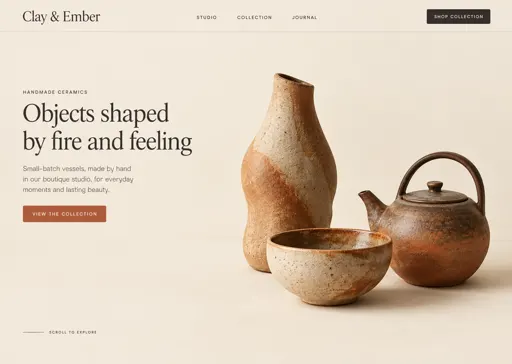 Clay & Ember
STUDIO
COLLECTION
JOURNAL
SHOP COLLECTION
HANDMADE CERAMICS
Objects shaped
by fire and feeling
Small-batch vessels, made by hand
in our boutique studio, for everyday
moments and lasting beauty.
VIEW THE COLLECTION
SCROLL TO EXPLORE